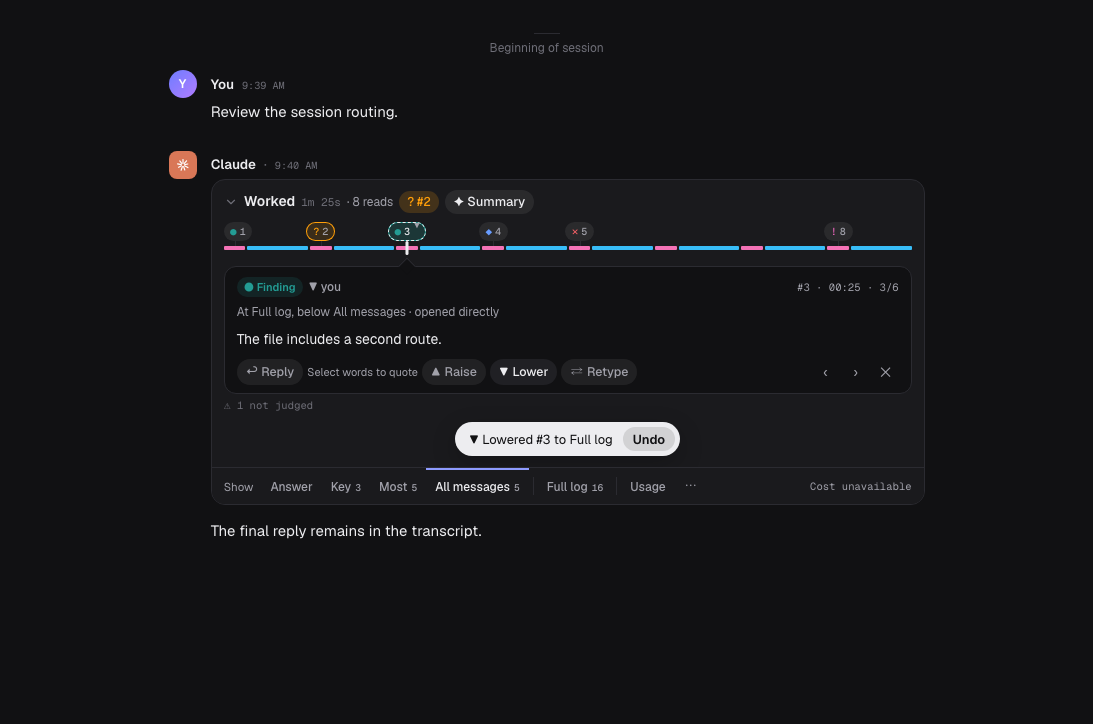 Beginning of session
Y You 9:39 AM
Review the session routing.
Claude · 9:40 AM
Worked 1m 25s · 8 reads ? #2 ✦ Summary
● 1 ? 2 ● 3 ▼ ◆ 4 × 5 ! 8
● Finding ▼ you #3 · 00:25 · 3/6
At Full log, below All messages · opened directly
The file includes a second route.
↩ Reply Select words to quote ▲ Raise ▼ Lower ⇄ Retype ‹ › ×
⚠ 1 not judged
▼ Lowered #3 to Full log Undo
Show Answer Key 3 Most 5 All messages 5 Full log 16 Usage ··· Cost unavailable
The final reply remains in the transcript.